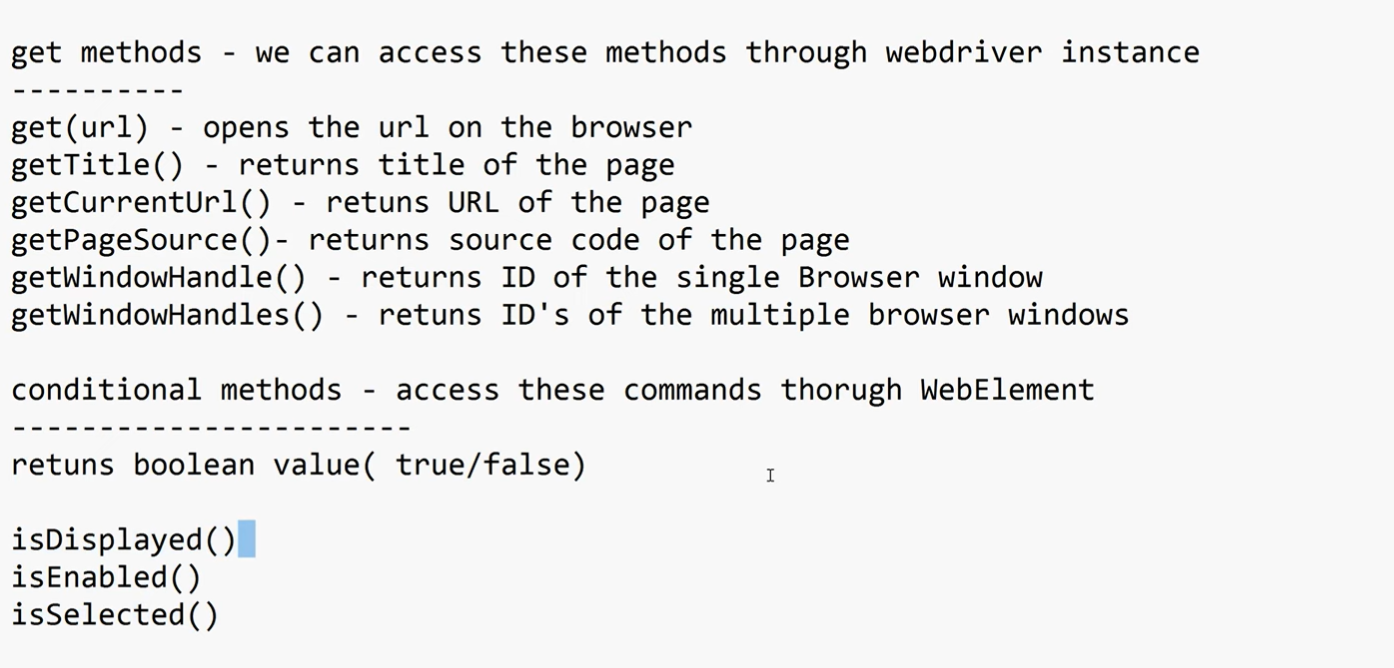 get methods - we can access these methods through webdriver instance
----------
get(url) - opens the url on the browser
getTitle() - returns title of the page
getCurrentUrl() - retuns URL of the page
getPageSource()- returns source code of the page
getWindowHandle() - returns ID of the single Browser window
getWindowHandles() - retuns ID's of the multiple browser windows
conditional methods - access these commands thorugh WebElement
-----------------------
retuns boolean value( true/false)
isDisplayed()
isEnabled()
isSelected()